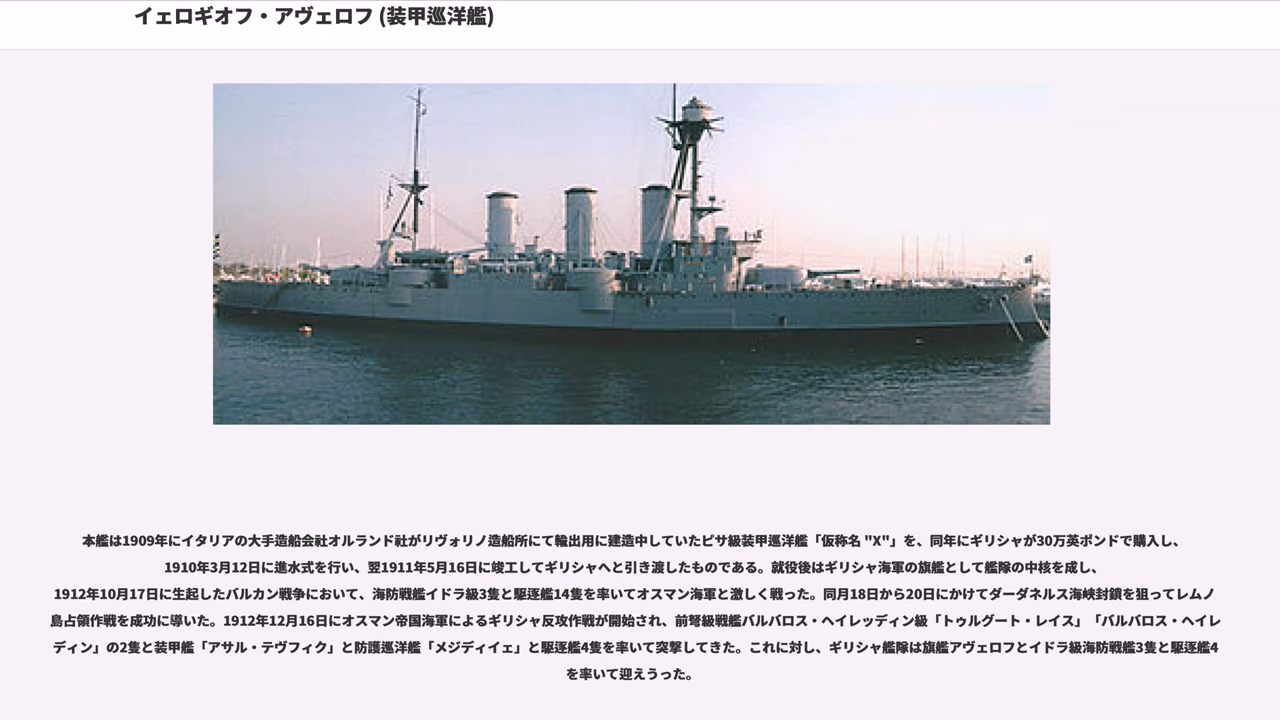 イェロギオフ・アヴェロフ (装甲巡洋艦)
本艦は1909年にイタリアの大手造船会社オルランド社がリヴォリノ造船所にて輸出用に建造中していたピサ級装甲巡洋艦「仮称名 "X"」を、同年にギリシャが30万英ポンドで購入し、
1910年3月12日に進水式を行い、翌1911年5月16日に竣工してギリシャへと引き渡したものである。就役後はギリシャ海軍の旗艦として艦隊の中核を成し、
1912年10月17日に生起したバルカン戦争において、海防戦艦イドラ級3隻と駆逐艦14隻を率いてオスマン海軍と激しく戦った。同月18日から20日にかけてダーダネルス海峡封鎖を狙ってレムノ
島占領作戦を成功に導いた。1912年12月16日にオスマン帝国海軍によるギリシャ反攻作戦が開始され、前弩級戦艦バルバロス・ヘイレッディン級「トゥルグート・レイス」「バルバロス・ヘイレ
ディン」の2隻と装甲艦「アサル・テヴフィク」と防護巡洋艦「メジディイェ」と駆逐艦4隻を率いて突撃してきた。これに対し、ギリシャ艦隊は旗艦アヴェロフとイドラ級海防戦艦3隻と駆逐艦4
を率いて迎えうった。